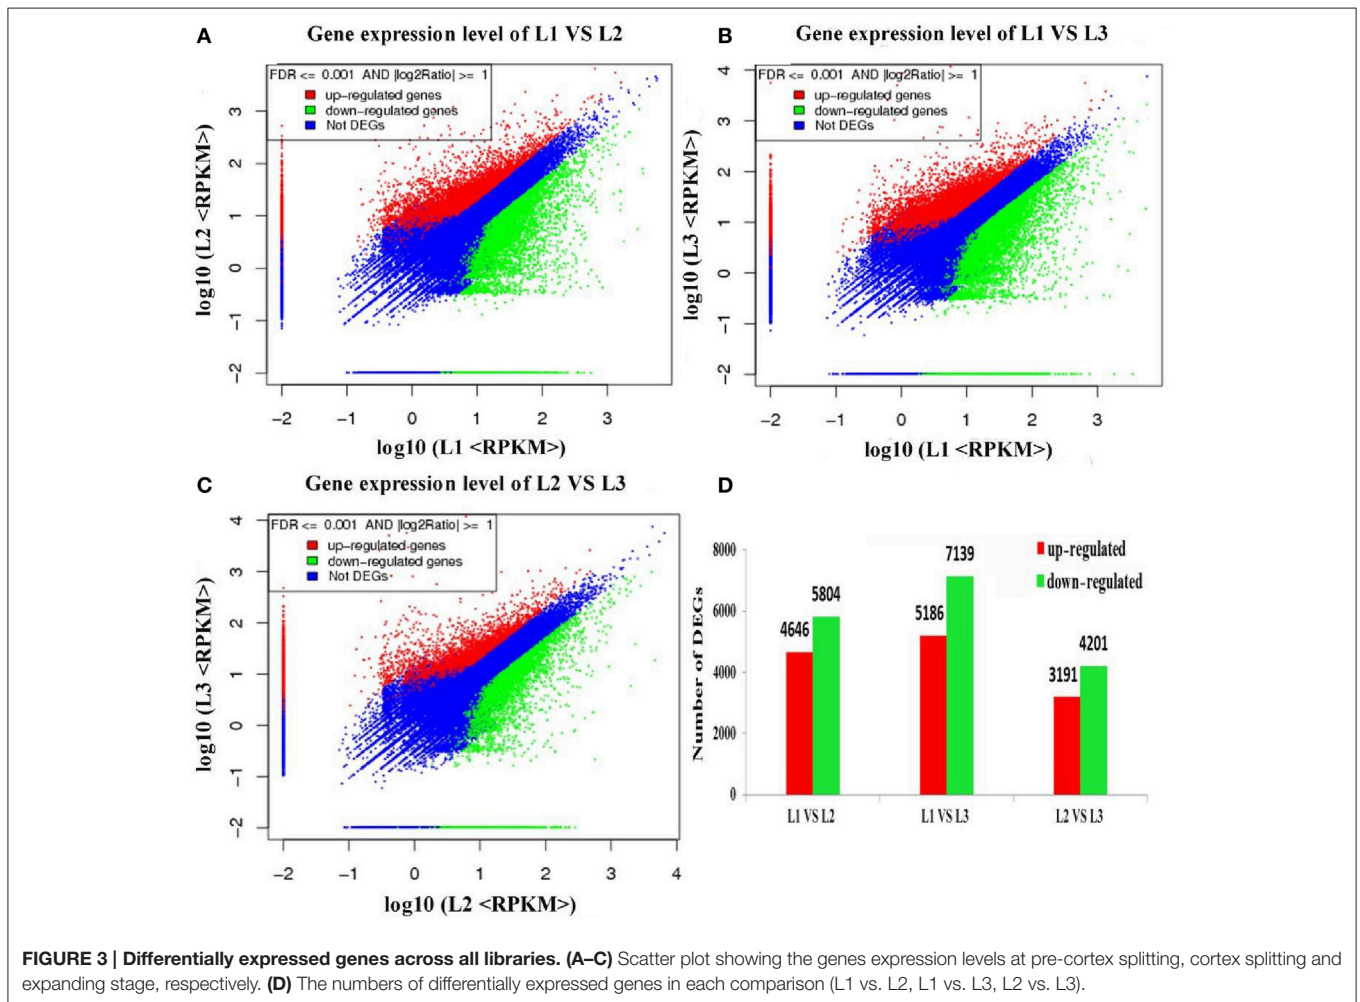 A
Gene expression level of L1 VS L2
FDR <= 0.001 AND |log2Ratio| >= 1
up-regulated genes
down-regulated genes
Not DEGs
log10 (L2 <RPKM>)
3
2
1
0
−1
−2
−2 −1 0 1 2 3
log10 (L1 <RPKM>)
B
Gene expression level of L1 VS L3
FDR <= 0.001 AND |log2Ratio| >= 1
up-regulated genes
down-regulated genes
Not DEGs
log10 (L3 <RPKM>)
4
3
2
1
0
−1
−2
−2 −1 0 1 2 3
log10 (L1 <RPKM>)
C
Gene expression level of L2 VS L3
FDR <= 0.001 AND |log2Ratio| >= 1
up-regulated genes
down-regulated genes
Not DEGs
log10 (L3 <RPKM>)
4
3
2
1
0
−1
−2
−2 −1 0 1 2 3 4
log10 (L2 <RPKM>)
D
up-regulated
down-regulated
Number of DEGs
8000
6000
4000
2000
0
4646
5804
5186
7139
3191
4201
L1 VS L2 L1 VS L3 L2 VS L3
FIGURE 3 | Differentially expressed genes across all libraries. (A–C) Scatter plot showing the genes expression levels at pre-cortex splitting, cortex splitting and
expanding stage, respectively. (D) The numbers of differentially expressed genes in each comparison (L1 vs. L2, L1 vs. L3, L2 vs. L3).